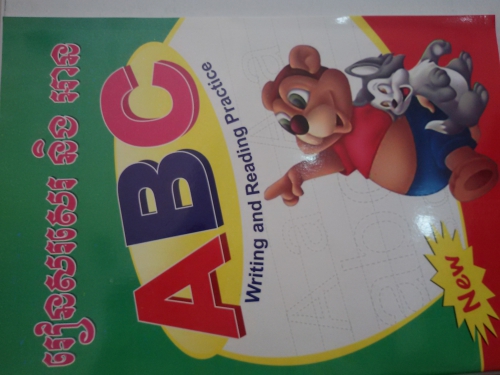 រៀនសរសេរ និង អាន
ABC
Writing and Reading Practice
New